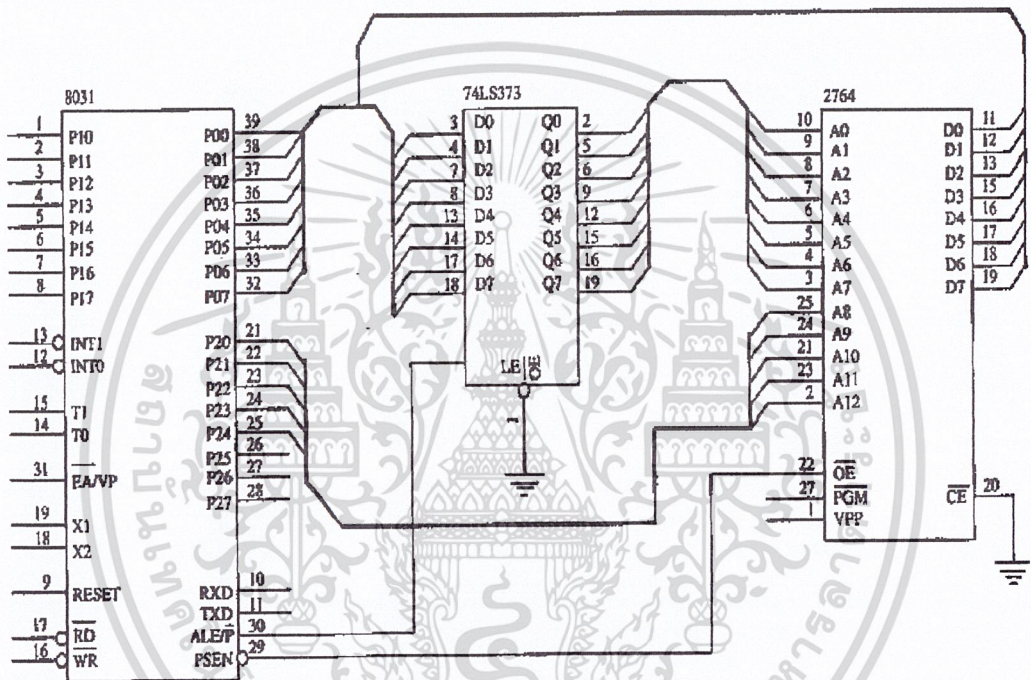 8031
1 P10
2 P11
3 P12
4 P13
5 P14
6 P15
7 P16
8 P17
13 INT1
12 INT0
15 T1
14 T0
31 EA/VP
19 X1
18 X2
9 RESET
17 RD
16 WR
P00 39
P01 38
P02 37
P03 36
P04 35
P05 34
P06 33
P07 32
P20 21
P21 22
P22 23
P23 24
P24 25
P25 26
P26 27
P27 28
RXD 10
TXD 11
ALE/P 30
PSEN 29
74LS373
3 D0 Q0 2
4 D1 Q1 5
7 D2 Q2 6
8 D3 Q3 9
13 D4 Q4 12
14 D5 Q5 15
17 D6 Q6 16
18 D7 Q7 19
LE OE
1
2764
10 A0
9 A1
8 A2
7 A3
6 A4
5 A5
4 A6
3 A7
25 A8
24 A9
21 A10
23 A11
2 A12
22 OE
27 PGM
1 VPP
D0 11
D1 12
D2 13
D3 15
D4 16
D5 17
D6 18
D7 19
CE 20